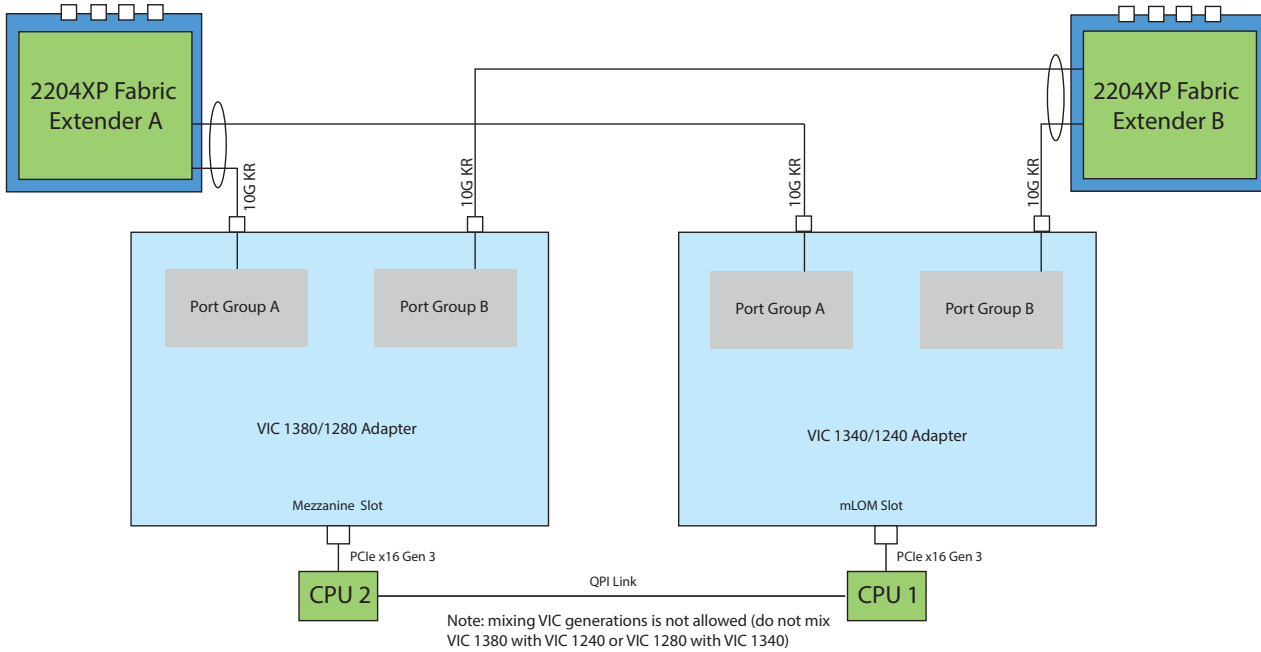 2204XP Fabric
Extender A
2204XP Fabric
Extender B
10G KR
10G KR
10G KR
10G KR
Port Group A
Port Group B
Port Group A
Port Group B
VIC 1380/1280 Adapter
VIC 1340/1240 Adapter
Mezzanine Slot
mLOM Slot
PCIe x16 Gen 3
PCIe x16 Gen 3
CPU 2
QPI Link
CPU 1
Note: mixing VIC generations is not allowed (do not mix
VIC 1380 with VIC 1240 or VIC 1280 with VIC 1340)